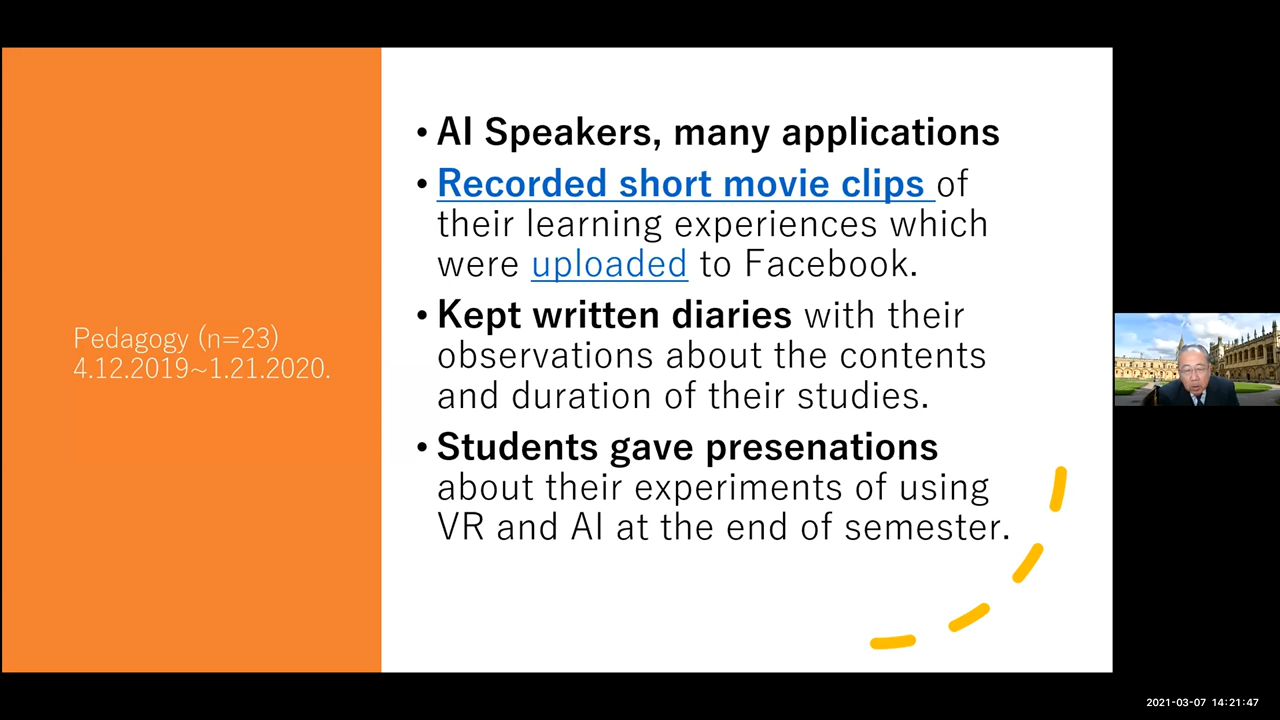 Pedagogy (n=23)
4.12.2019~1.21.2020.
• AI Speakers, many applications
• Recorded short movie clips of
their learning experiences which
were uploaded to Facebook.
• Kept written diaries with their
observations about the contents
and duration of their studies.
• Students gave presenations
about their experiments of using
VR and AI at the end of semester.
2021-03-07 14:21:47